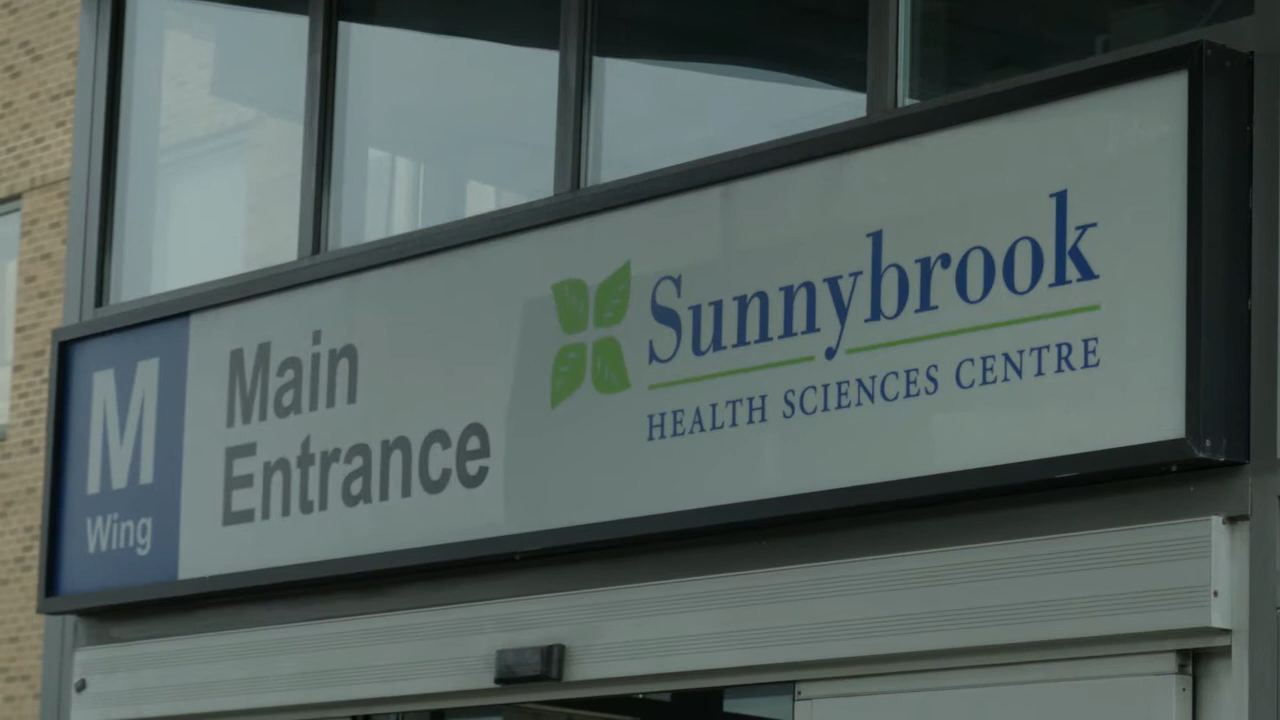 M
Wing
Main
Entrance
Sunnybrook
HEALTH SCIENCES CENTRE